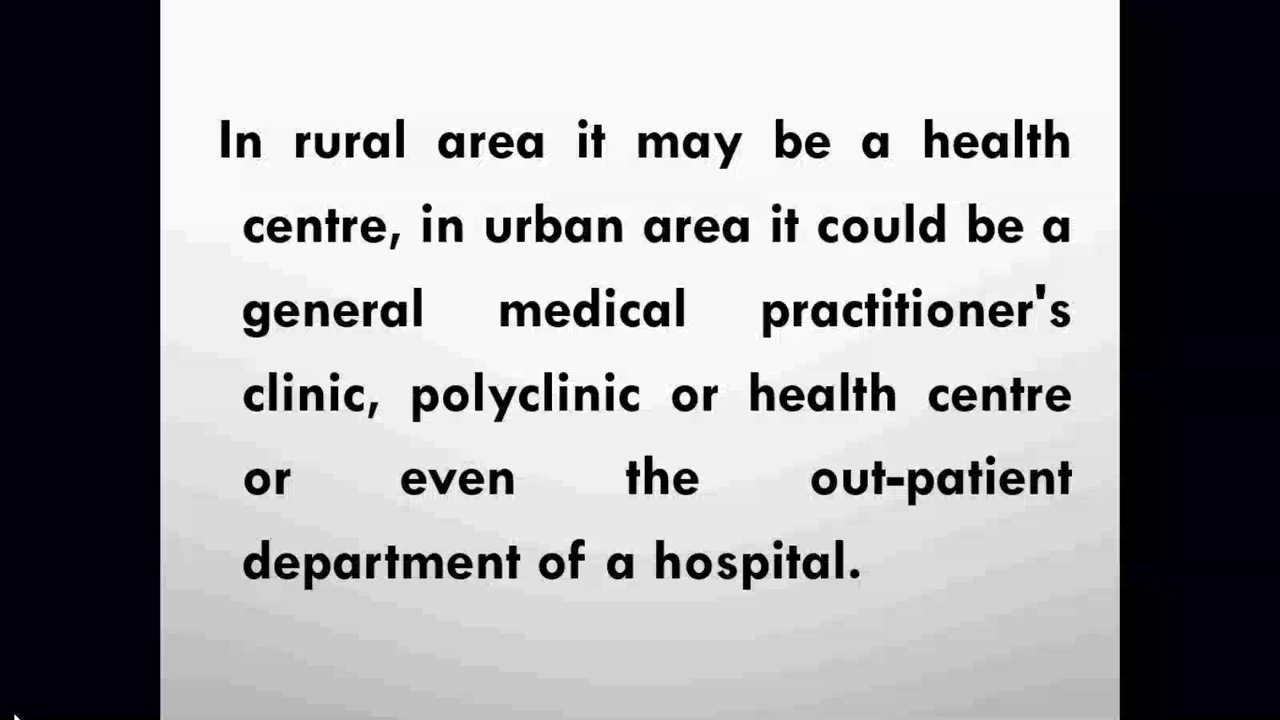 In rural area it may be a health
centre, in urban area it could be a
general medical practitioner's
clinic, polyclinic or health centre
or even the out-patient
department of a hospital.